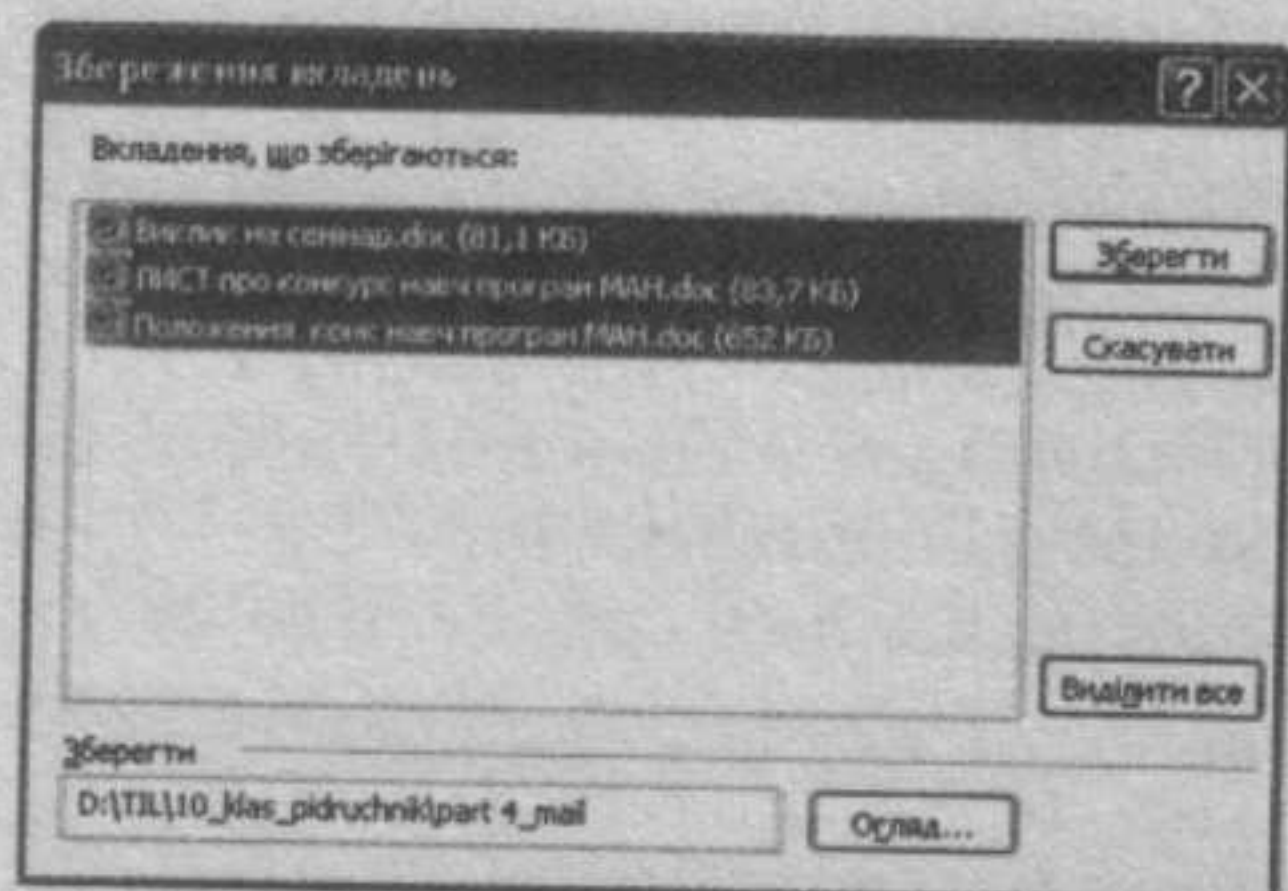 Збереження вкладень
Вкладення, що зберігаються:
Виклик на семінар.doc (81,1 КБ)
ЛИСТ про конкурс навч програм МАН.doc (83,7 КБ)
Положення конк навч програм МАН.doc (652 КБ)
Зберегти
Скасувати
Виділити все
Зберегти
D:\TIL\10_klas_pidruchnik\part 4_mail
Огляд...